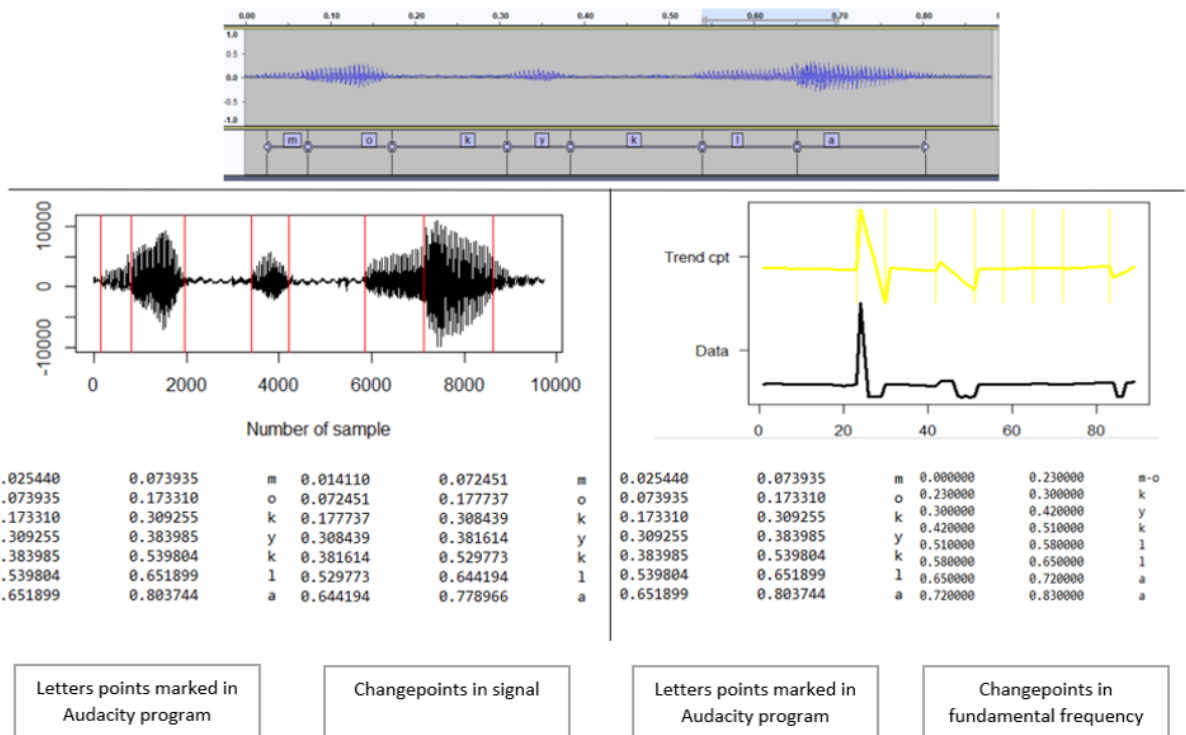 0.00 0.10 0.20 0.30 0.40 0.50 0.60 0.70 0.80
1.0
0.5
0.0
-0.5
-1.0
m o k y k l a
10000
0
-10000
0 2000 4000 6000 8000 10000
Number of sample
Trend cpt
Data
0 20 40 60 80
.025440 0.073935 m 0.014110 0.072451 m
.073935 0.173310 o 0.072451 0.177737 o
.173310 0.309255 k 0.177737 0.308439 k
.309255 0.383985 y 0.308439 0.381614 y
.383985 0.539804 k 0.381614 0.529773 k
.539804 0.651899 l 0.529773 0.644194 l
.651899 0.803744 a 0.644194 0.778966 a
0.025440 0.073935 m 0.000000 0.230000 m-o
0.073935 0.173310 o 0.230000 0.300000 k
0.173310 0.309255 k 0.300000 0.420000 y
0.309255 0.383985 y 0.420000 0.510000 k
0.383985 0.539804 k 0.510000 0.580000 l
0.539804 0.651899 l 0.580000 0.650000 l
0.651899 0.803744 a 0.650000 0.720000 a
0.720000 0.830000 a
Letters points marked in
Audacity program
Changepoints in signal
Letters points marked in
Audacity program
Changepoints in
fundamental frequency